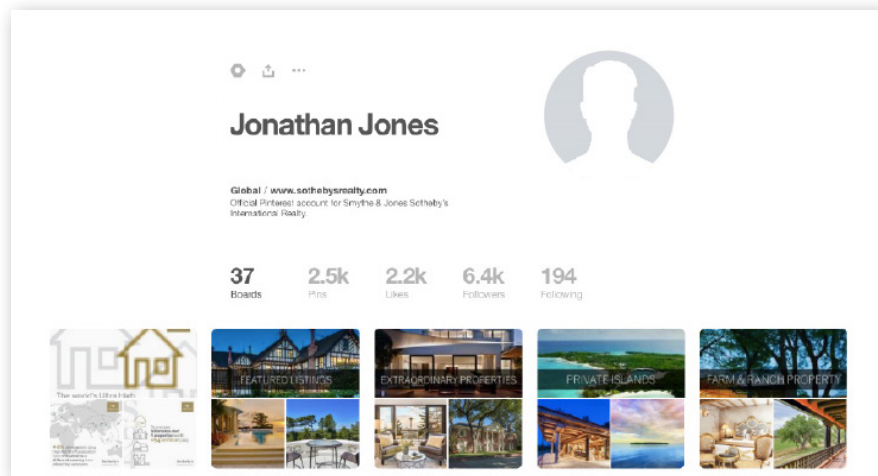 Jonathan Jones
Global / www.sothebysrealty.com
Official Pinterest account for Smythe & Jones Sotheby's
International Realty.
37 2.5k 2.2k 6.4k 194
Boards Pins Likes Followers Following
FEATURED LISTINGS
EXTRAORDINARY PROPERTIES
PRIVATE ISLANDS
FARM & RANCH PROPERTY
The world's Ultra High